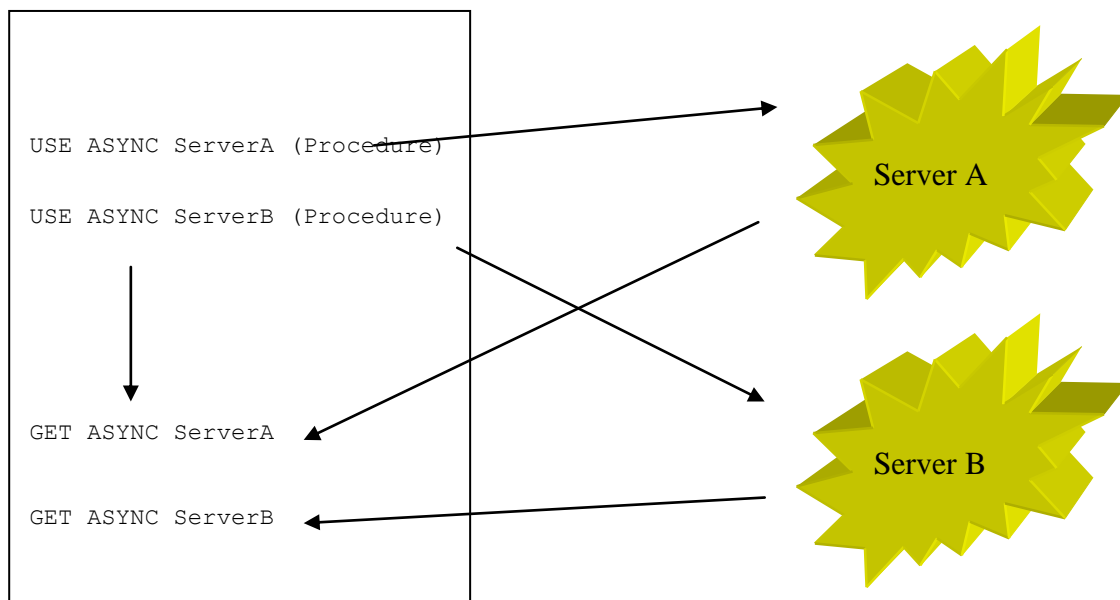 USE ASYNC ServerA (Procedure)
USE ASYNC ServerB (Procedure)
GET ASYNC ServerA
GET ASYNC ServerB
Server A
Server B